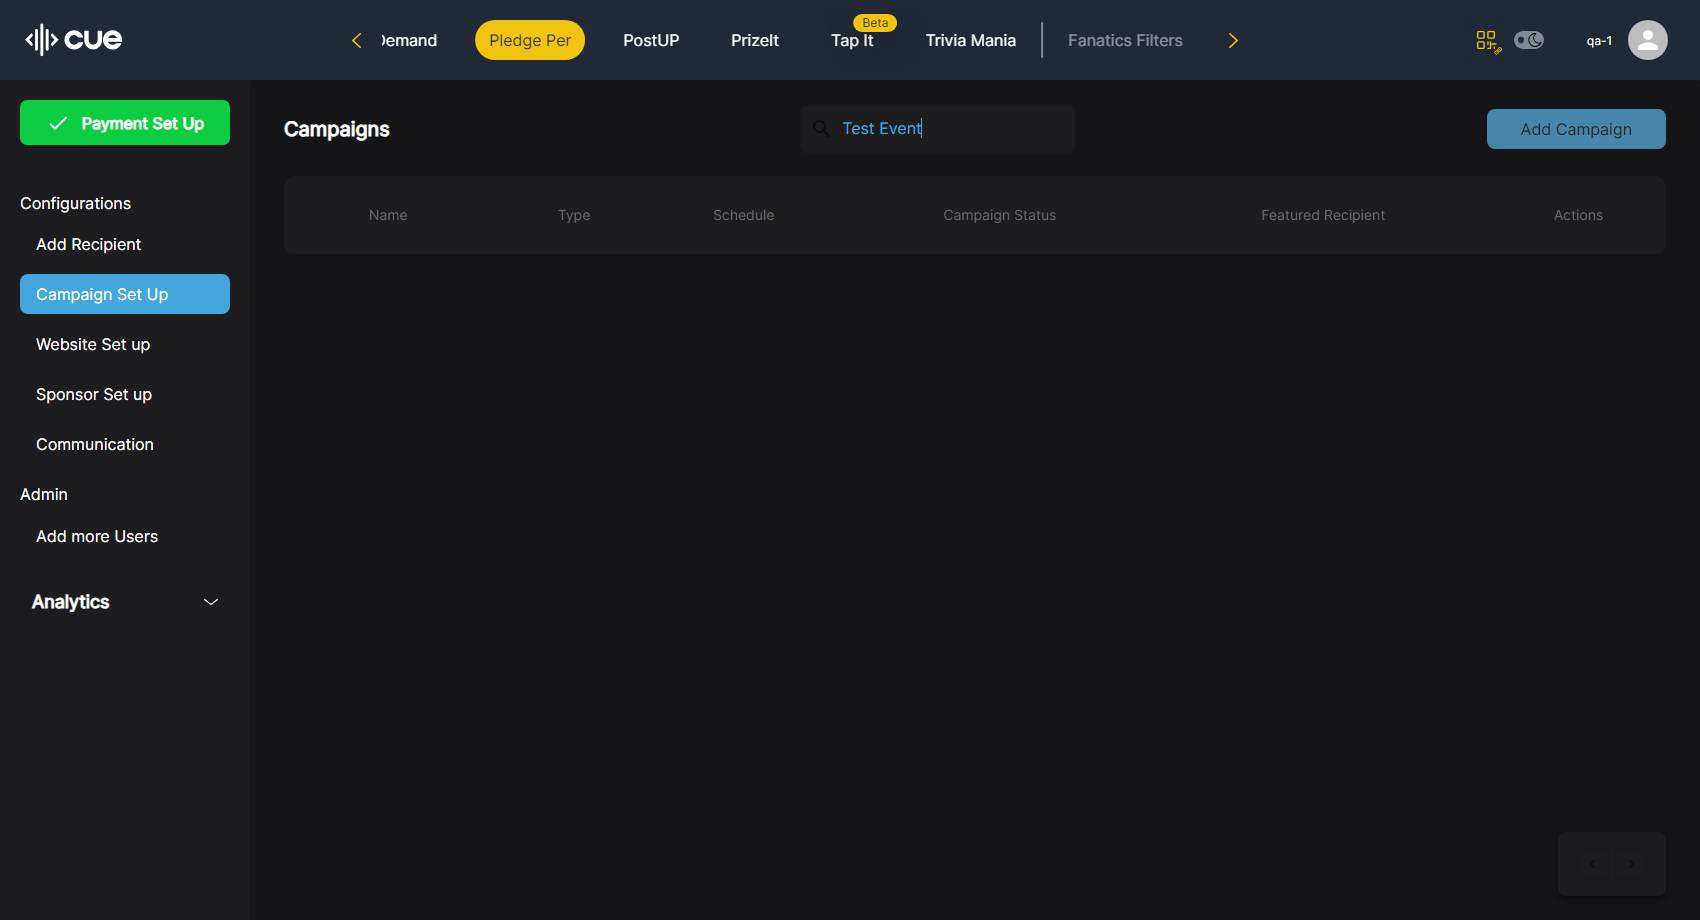 cue
Demand
Pledge Per
PostUP
PrizeIt
Beta
Tap It
Trivia Mania
Fanatics Filters
qa-1
Payment Set Up
Configurations
Add Recipient
Campaign Set Up
Website Set up
Sponsor Set up
Communication
Admin
Add more Users
Analytics
Campaigns
Test Event
Add Campaign
Name Type Schedule Campaign Status Featured Recipient Actions